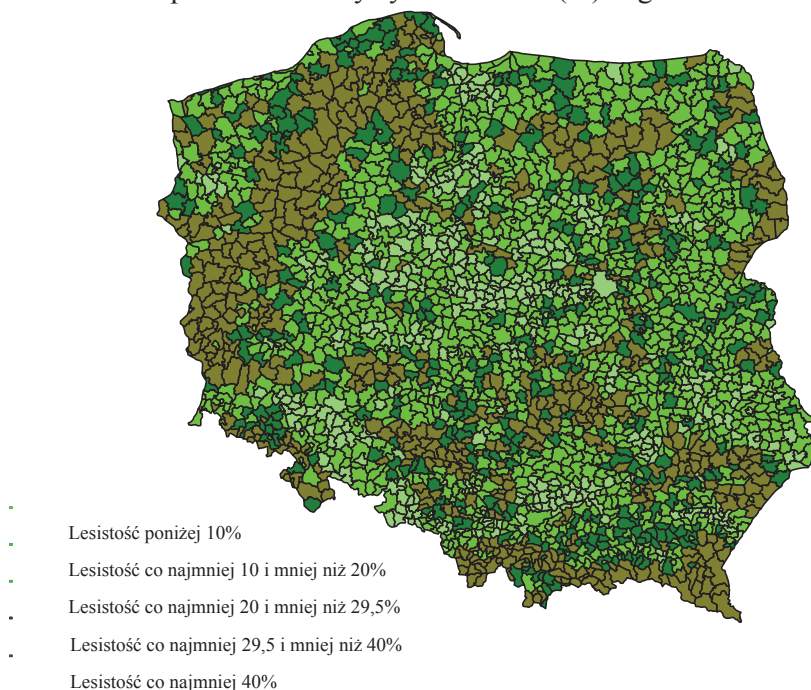 Lesistość poniżej 10%
Lesistość co najmniej 10 i mniej niż 20%
Lesistość co najmniej 20 i mniej niż 29,5%
Lesistość co najmniej 29,5 i mniej niż 40%
Lesistość co najmniej 40%